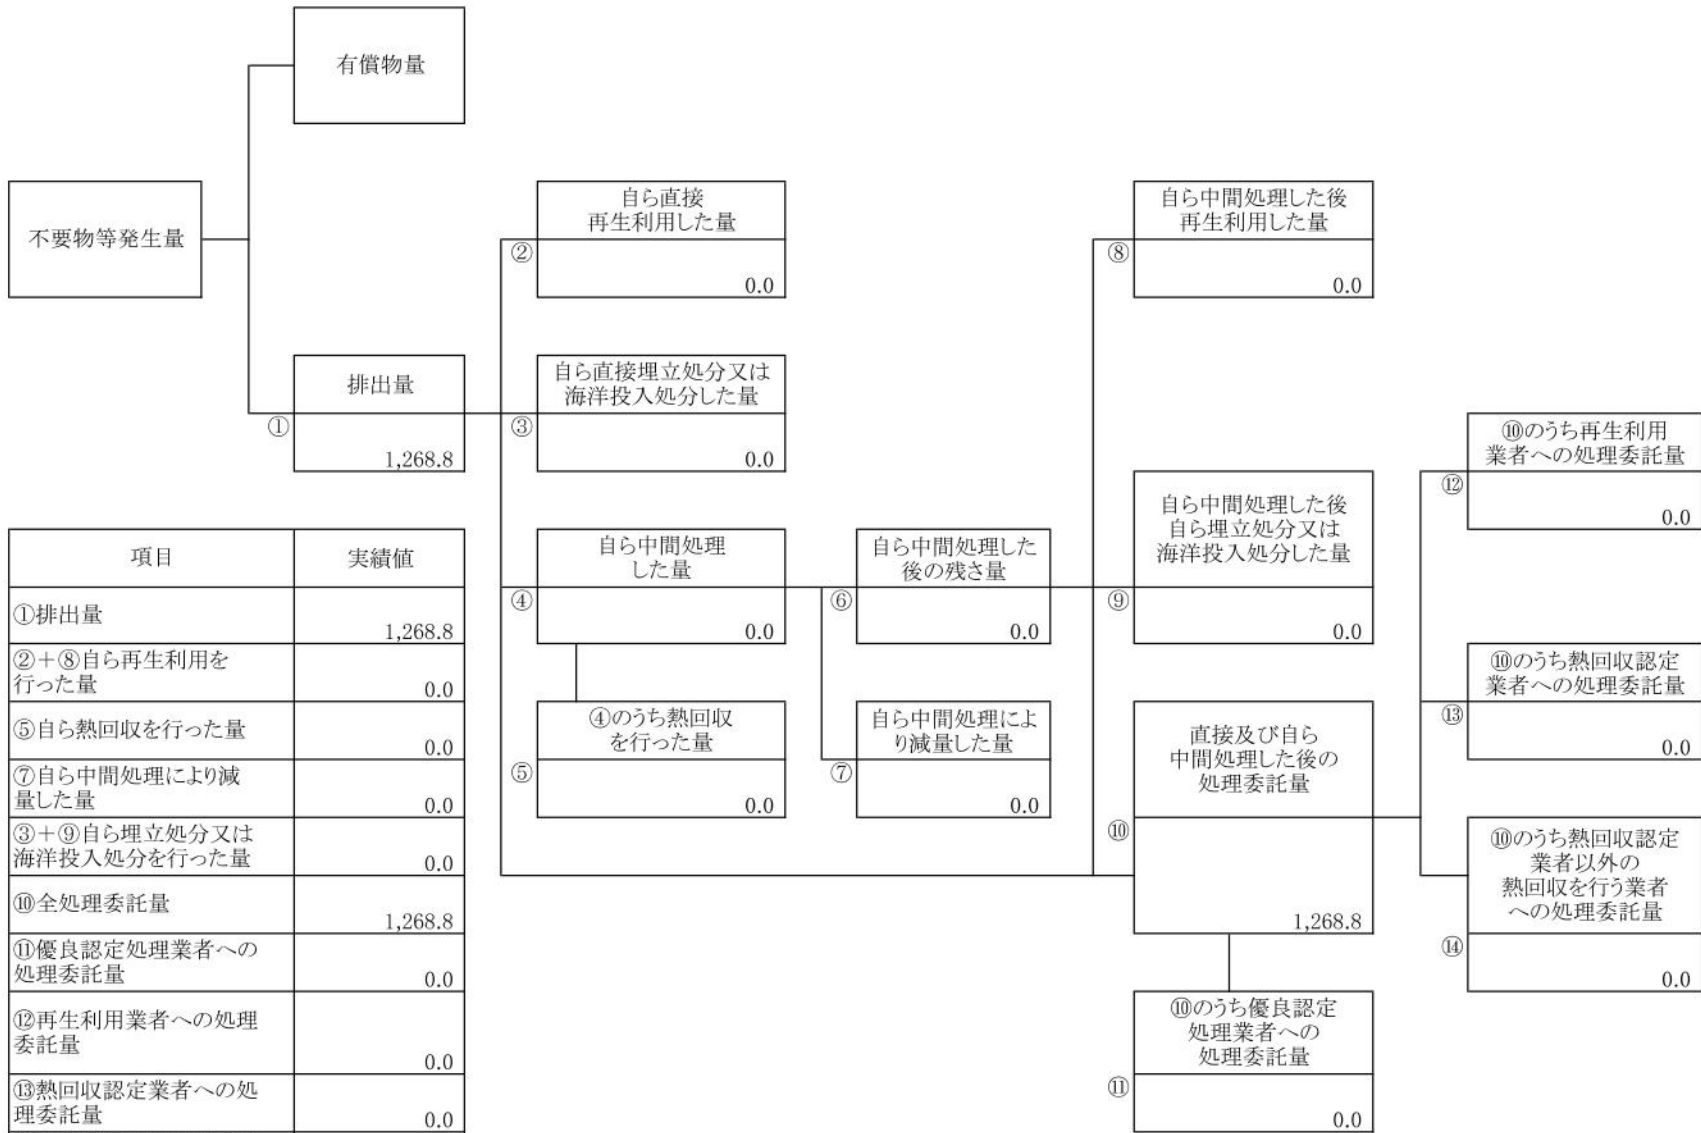 有償物量
不要物等発生量
自ら直接
再生利用した量
②
0.0
自ら中間処理した後
再生利用した量
⑧
0.0
排出量
①
1,268.8
自ら直接埋立処分又は
海洋投入処分した量
③
0.0
自ら中間処理
した量
④
0.0
自ら中間処理した
後の残さ量
⑥
0.0
自ら中間処理した後
自ら埋立処分又は
海洋投入処分した量
⑨
0.0
⑩のうち再生利用
業者への処理委託量
⑫
0.0
④のうち熱回収
を行った量
⑤
0.0
自ら中間処理によ
り減量した量
⑦
0.0
直接及び自ら
中間処理した後の
処理委託量
⑩
1,268.8
⑩のうち熱回収認定
業者への処理委託量
⑬
0.0
⑩のうち熱回収認定
業者以外の
熱回収を行う業者
への処理委託量
⑭
0.0
⑩のうち優良認定
処理業者への
処理委託量
⑪
0.0
項目
実績値
①排出量
1,268.8
②+⑧自ら再生利用を
行った量
0.0
⑤自ら熱回収を行った量
0.0
⑦自ら中間処理により減
量した量
0.0
③+⑨自ら埋立処分又は
海洋投入処分を行った量
0.0
⑩全処理委託量
1,268.8
⑪優良認定処理業者への
処理委託量
0.0
⑫再生利用業者への処理
委託量
0.0
⑬熱回収認定業者への処
理委託量
0.0